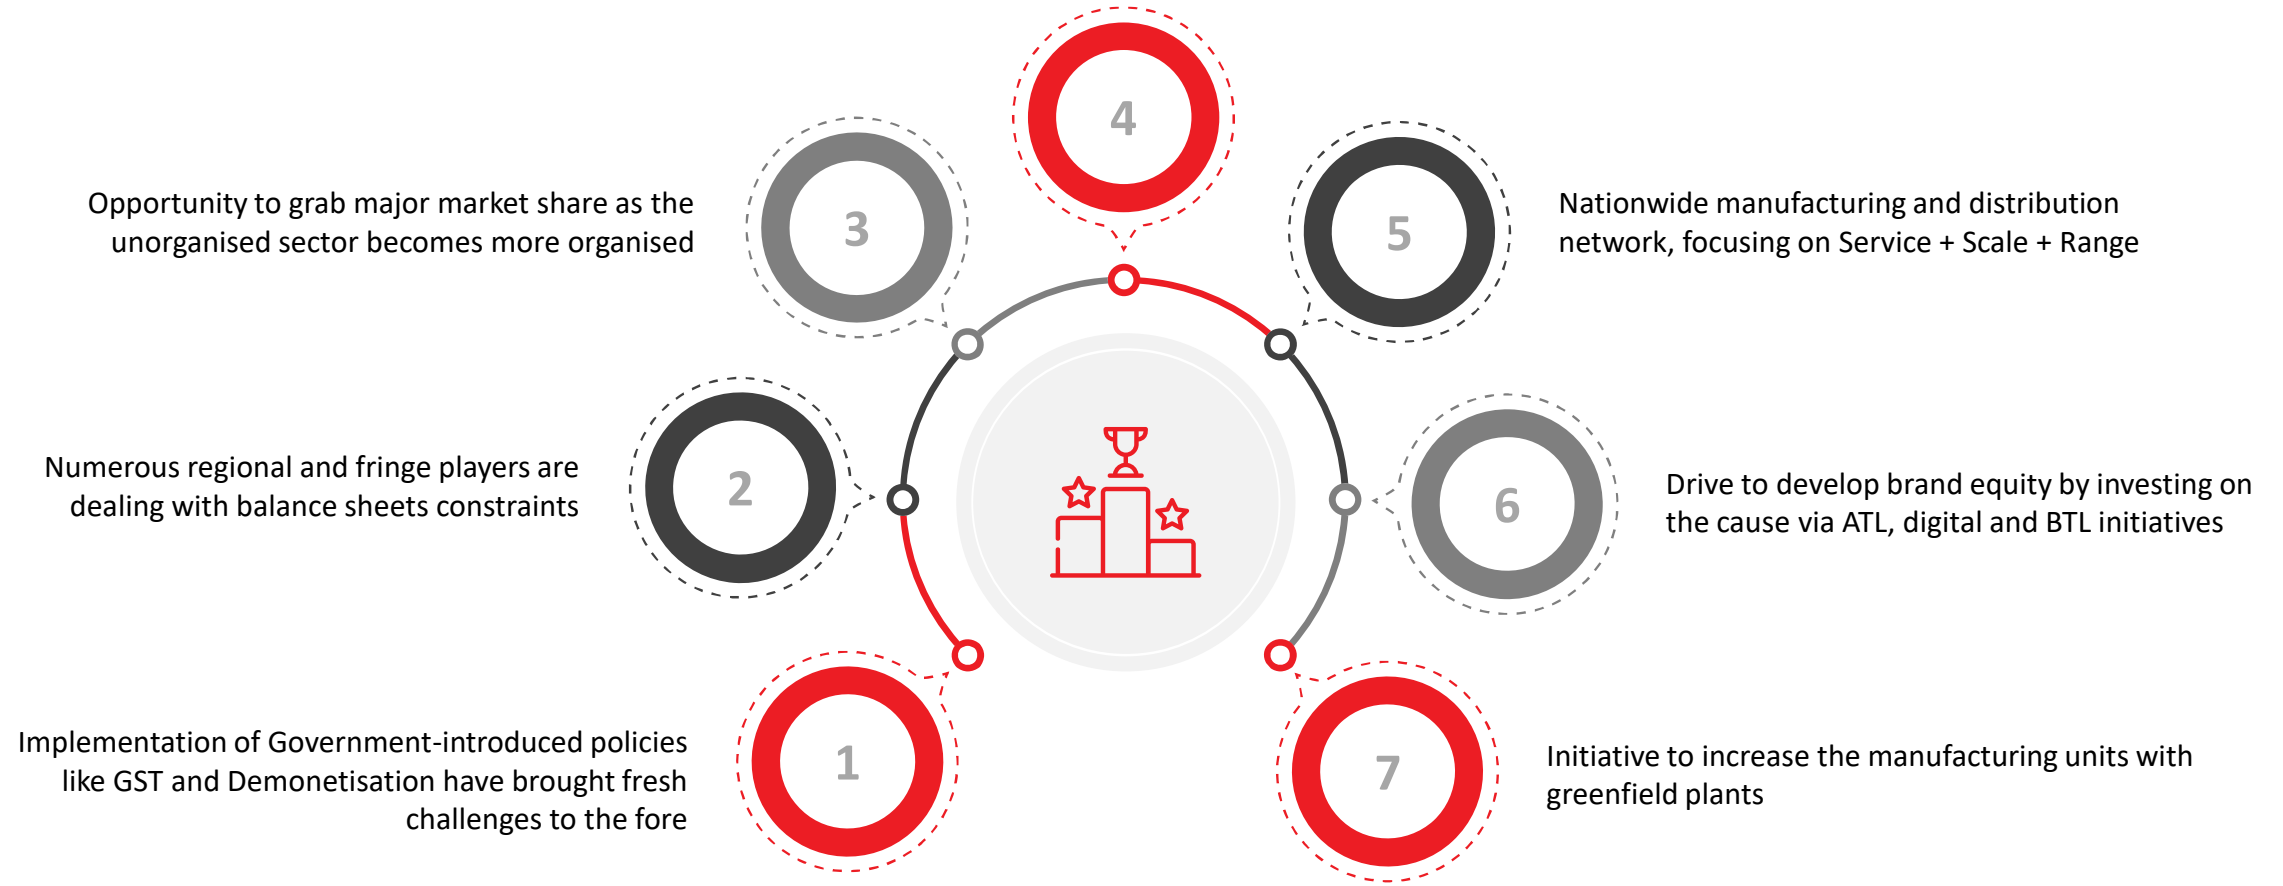 4
Opportunity to grab major market share as the
unorganised sector becomes more organised
3
5
Nationwide manufacturing and distribution
network, focusing on Service + Scale + Range
Numerous regional and fringe players are
dealing with balance sheets constraints
2
6
Drive to develop brand equity by investing on
the cause via ATL, digital and BTL initiatives
Implementation of Government-introduced policies
like GST and Demonetisation have brought fresh
challenges to the fore
1
7
Initiative to increase the manufacturing units with
greenfield plants